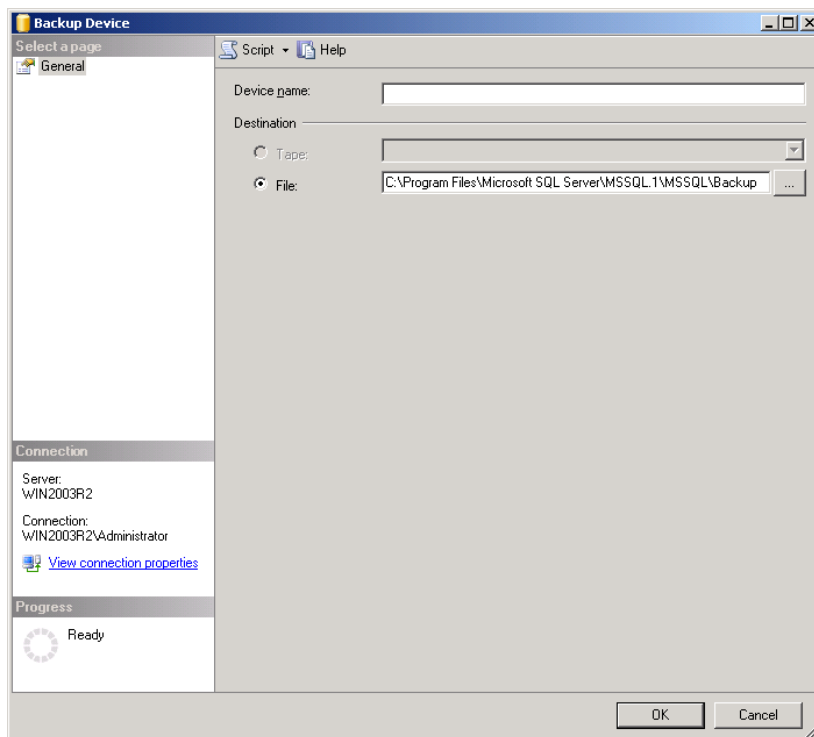 Backup Device
Select a page
General
Script
Help
Device name:
Destination
Tape:
File:
C:\Program Files\Microsoft SQL Server\MSSQL.1\MSSQL\Backup
...
Connection
Server:
WIN2003R2
Connection:
WIN2003R2\Administrator
View connection properties
Progress
Ready
OK
Cancel